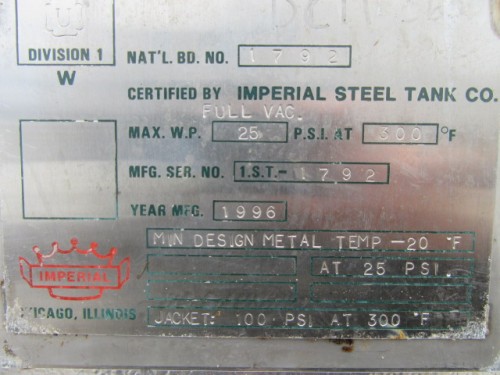 U
DIVISION 1
W
NAT'L. BD. NO. 1792
CERTIFIED BY IMPERIAL STEEL TANK CO.
FULL VAC.
MAX. W.P. 25 P.S.I. AT 300 °F
MFG. SER. NO. I.S.T.-1792
YEAR MFG. 1996
MIN DESIGN METAL TEMP -20 °F
AT 25 PSI.
IMPERIAL
CHICAGO, ILLINOIS
JACKET: 100 PSI AT 300 °F